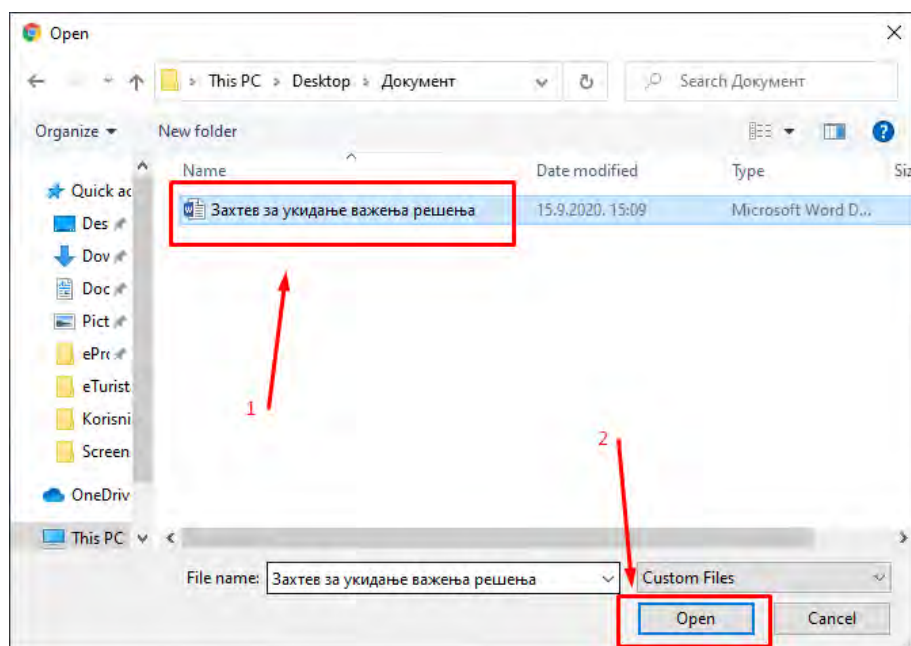 Open
This PC > Desktop > Документ
Search Документ
Organize
New folder
Name
Date modified
Type
Siz
Quick ac
Захтев за укидање важења решења
15.9.2020. 15:09
Microsoft Word D...
Des
Dov
Doc
Pict
ePro
eTurist
Korisni
Screen
OneDriv
This PC
1
2
File name:
Захтев за укидање важења решења
Custom Files
Open
Cancel